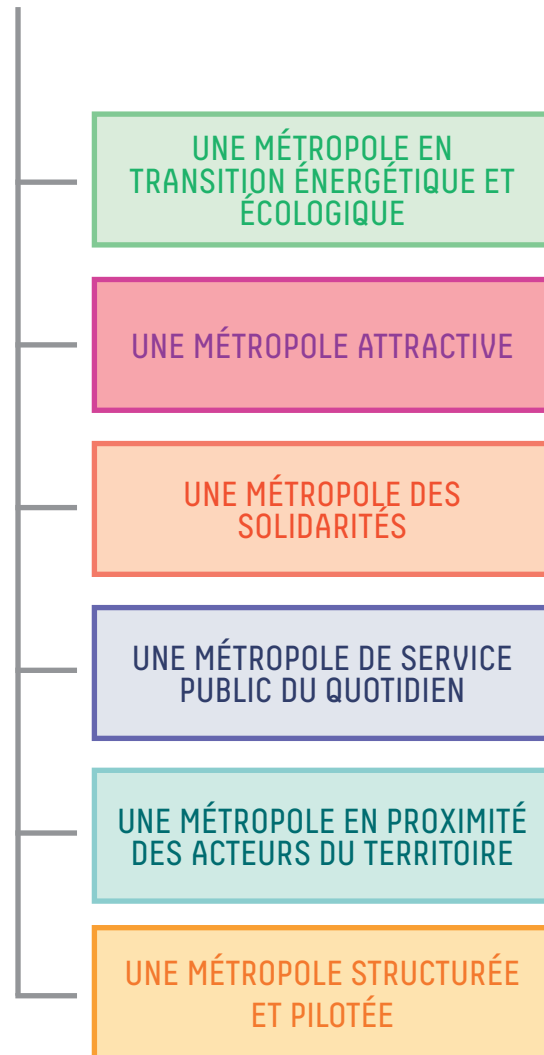 UNE MÉTROPOLE EN
TRANSITION ÉNERGÉTIQUE ET
ÉCOLOGIQUE
UNE MÉTROPOLE ATTRACTIVE
UNE MÉTROPOLE DES
SOLIDARITÉS
UNE MÉTROPOLE DE SERVICE
PUBLIC DU QUOTIDIEN
UNE MÉTROPOLE EN PROXIMITÉ
DES ACTEURS DU TERRITOIRE
UNE MÉTROPOLE STRUCTURÉE
ET PILOTÉE